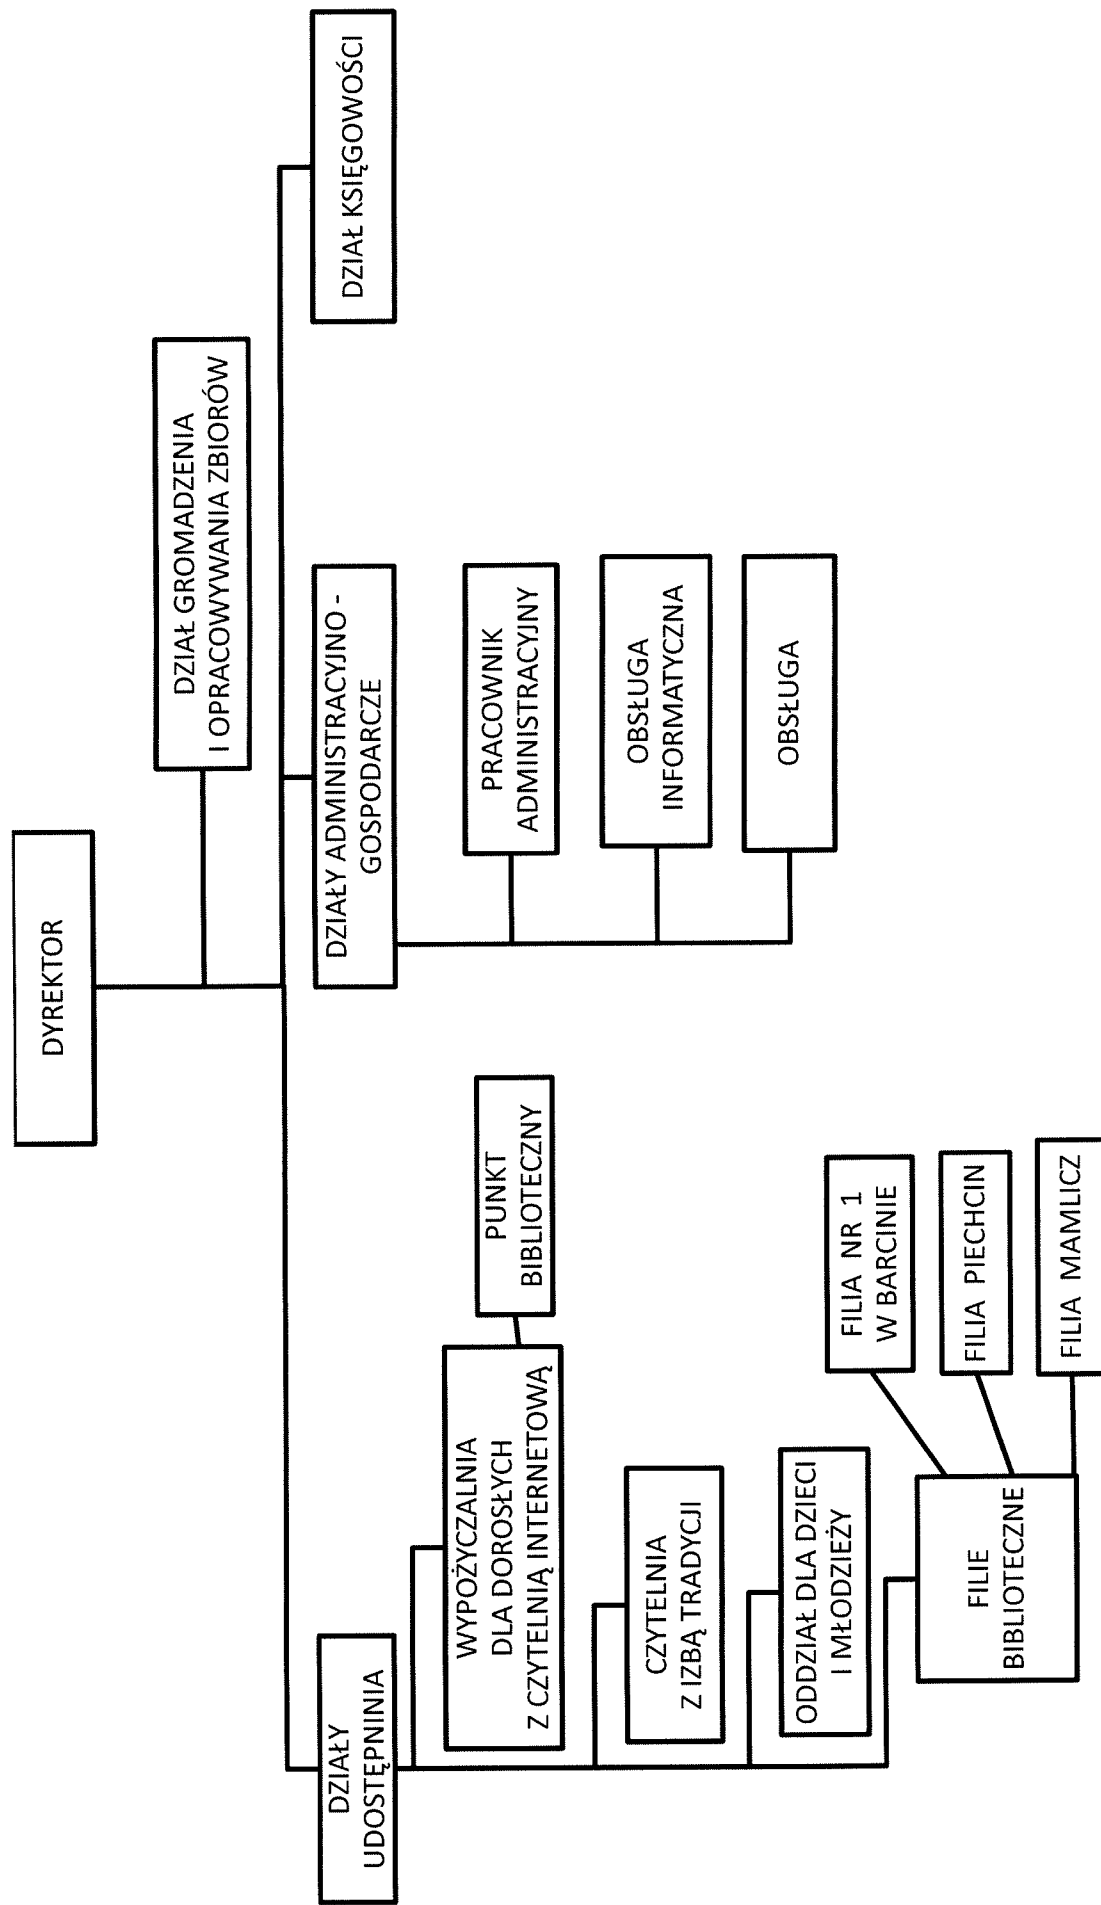 DYREKTOR
DZIAŁ GROMADZENIA
I OPRACOWYWANIA ZBIORÓW
DZIAŁY
UDOSTĘPNINIA
DZIAŁY ADMINISTRACYJNO -
GOSPODARCZE
DZIAŁ KSIĘGOWOŚCI
WYPOŻYCZALNIA
DLA DOROSŁYCH
Z CZYTELNIĄ INTERNETOWĄ
PUNKT
BIBLIOTECZNY
CZYTELNIA
Z IZBĄ TRADYCJI
ODDZIAŁ DLA DZIECI
I MŁODZIEŻY
FILIE
BIBLIOTECZNE
FILIA NR 1
W BARCINIE
FILIA PIECHCIN
FILIA MAMLICZ
PRACOWNIK
ADMINISTRACYJNY
OBSŁUGA
INFORMATYCZNA
OBSŁUGA